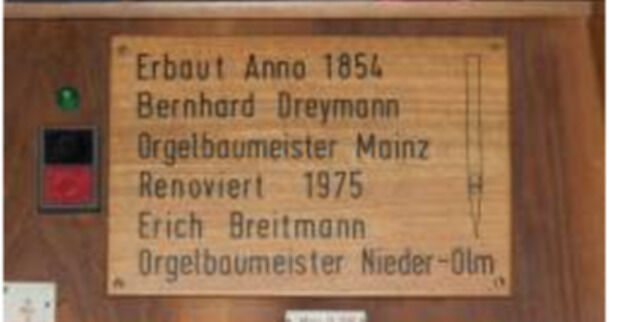 Erbaut Anno 1854
Bernhard Dreymann
Orgelbaumeister Mainz
Renoviert 1975
Erich Breitmann
Orgelbaumeister Nieder-Olm